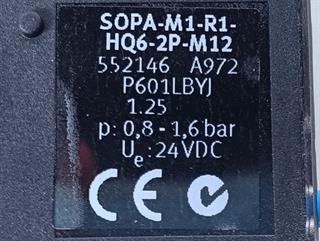 SOPA-M1-R1-
HQ6-2P-M12
552146 A972
P601LBYJ
1.25
p: 0,8 - 1,6 bar
Ue: 24VDC
CE